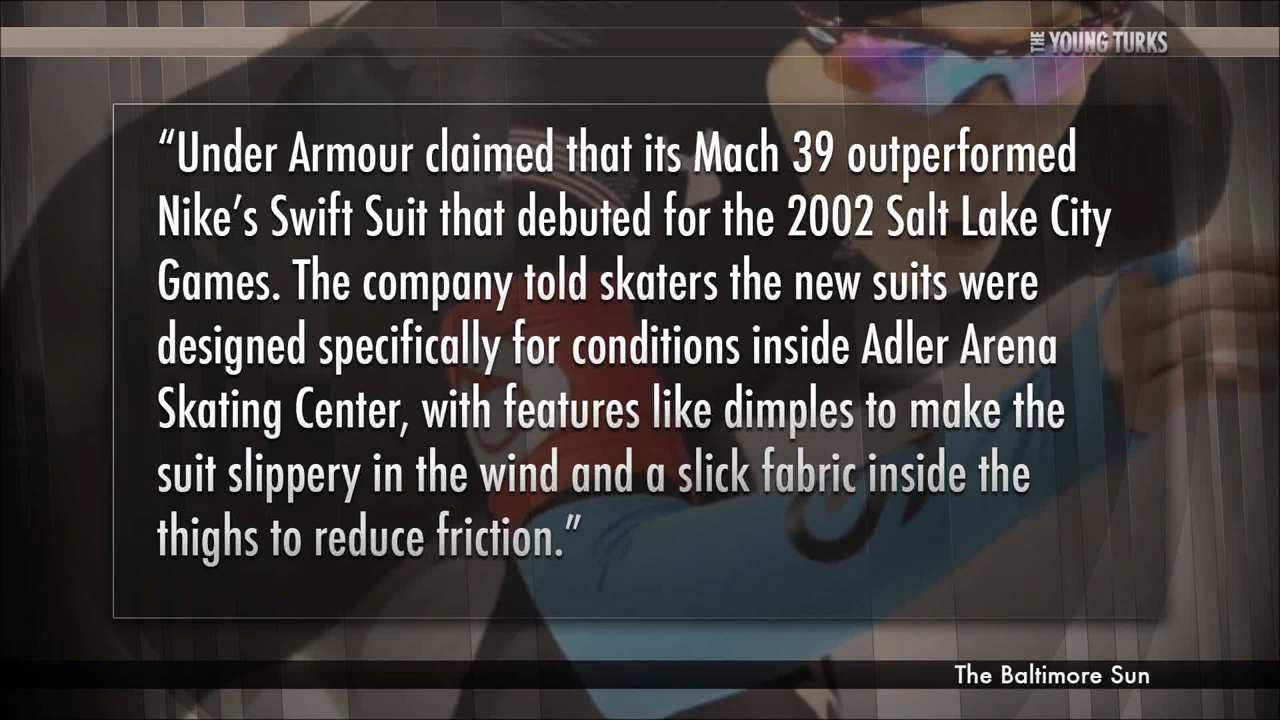 THE YOUNG TURKS
“Under Armour claimed that its Mach 39 outperformed
Nike’s Swift Suit that debuted for the 2002 Salt Lake City
Games. The company told skaters the new suits were
designed specifically for conditions inside Adler Arena
Skating Center, with features like dimples to make the
suit slippery in the wind and a slick fabric inside the
thighs to reduce friction.”
The Baltimore Sun